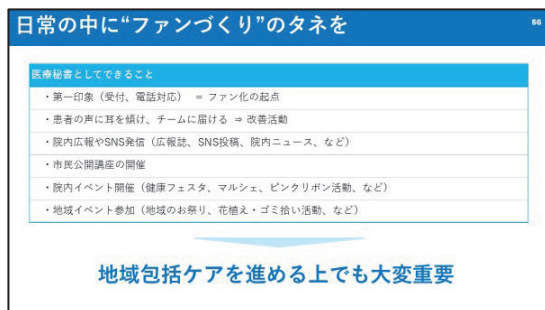 日常の中に“ファンづくり”のタネを
66
医療秘書としてできること
・第一印象（受付、電話対応） = ファン化の起点
・患者の声に耳を傾け、チームに届ける ⇒ 改善活動
・院内広報やSNS発信（広報誌、SNS投稿、院内ニュース、など）
・市民公開講座の開催
・院内イベント開催（健康フェスタ、マルシェ、ピンクリボン活動、など）
・地域イベント参加（地域のお祭り、花植え・ゴミ拾い活動、など）
地域包括ケアを進める上でも大変重要